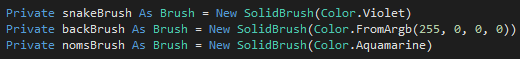 Private snakeBrush As Brush = New SolidBrush(Color.Violet)
Private backBrush As Brush = New SolidBrush(Color.FromArgb(255, 0, 0, 0))
Private nomsBrush As Brush = New SolidBrush(Color.Aquamarine)